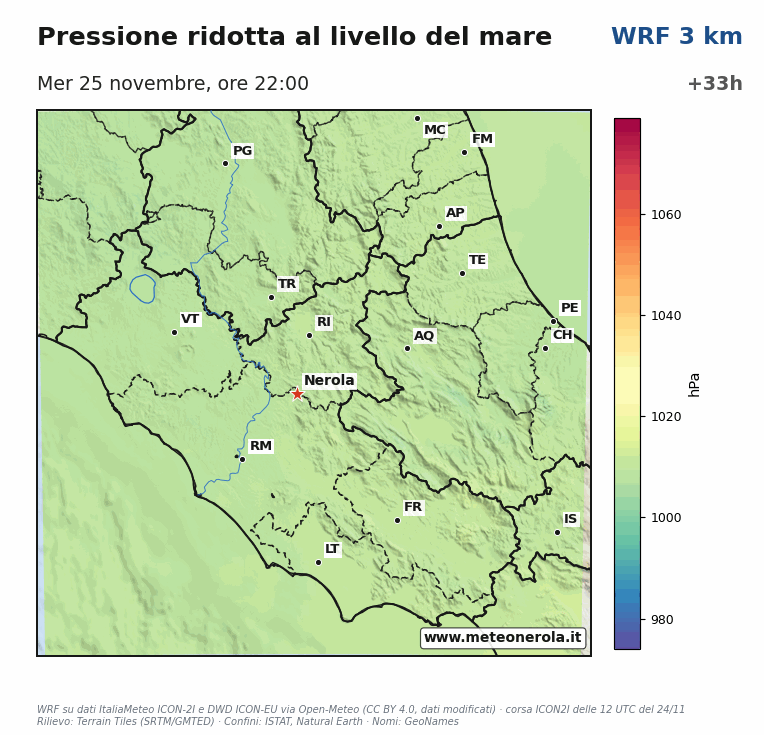 Pressione ridotta al livello del mare
WRF 3 km
Mer 25 novembre, ore 22:00
+33h
MC
FM
PG
AP
TE
TR
PE
VT
RI
AQ
CH
Nerola
RM
FR
IS
LT
www.meteonerola.it
1060
1040
1020
1000
980
hPa
WRF su dati ItaliaMeteo ICON-2I e DWD ICON-EU via Open-Meteo (CC BY 4.0, dati modificati) · corsa ICON2I delle 12 UTC del 24/11
Rilievo: Terrain Tiles (SRTM/GMTED) · Confini: ISTAT, Natural Earth · Nomi: GeoNames